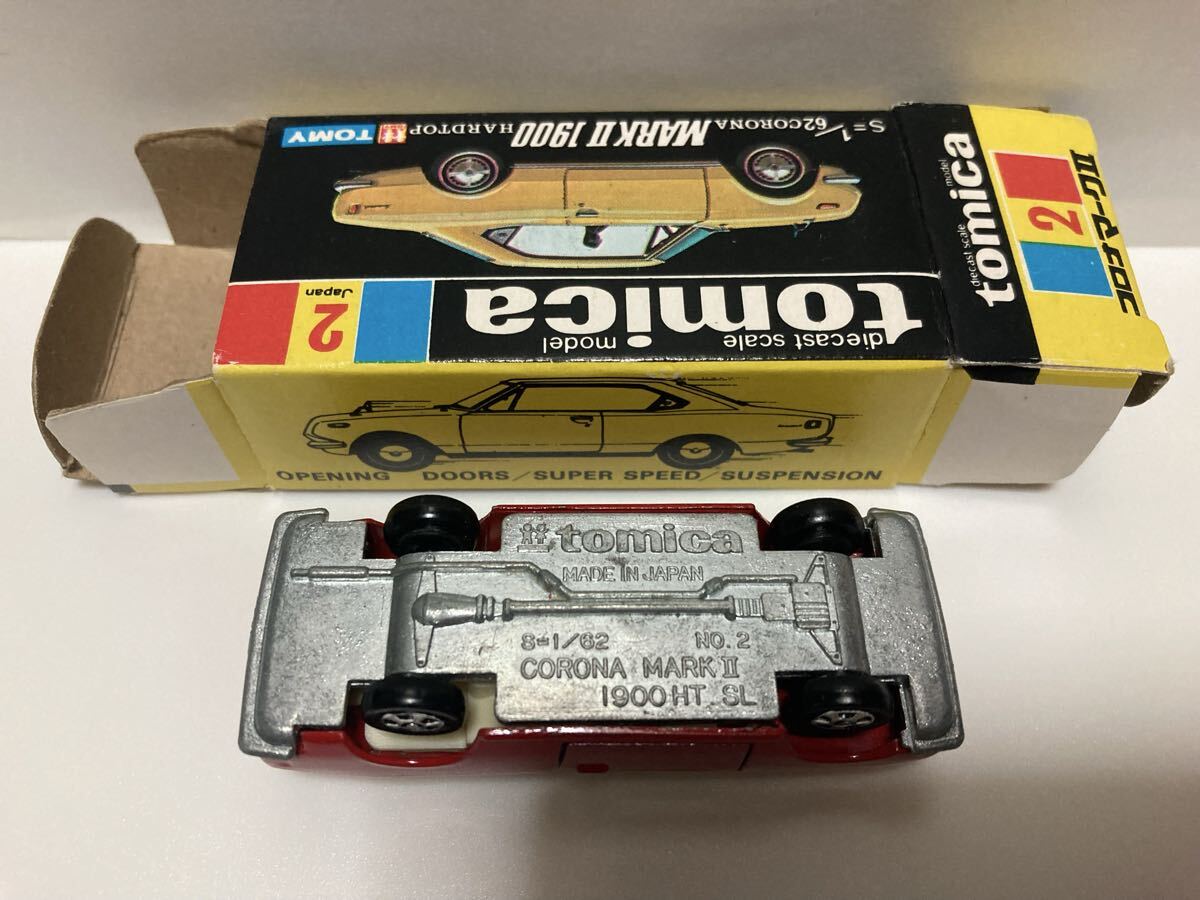 S=1/62 CORONA MARK II 1900 HARDTOP
TOMY
diecast scale model
tomica
2
Japan
OPENING DOORS/SUPER SPEED/SUSPENSION
diecast scale model
tomica
2
コロナマークII
tomica
MADE IN JAPAN
S=1/62 NO.2
CORONA MARK II
1900 HT SL